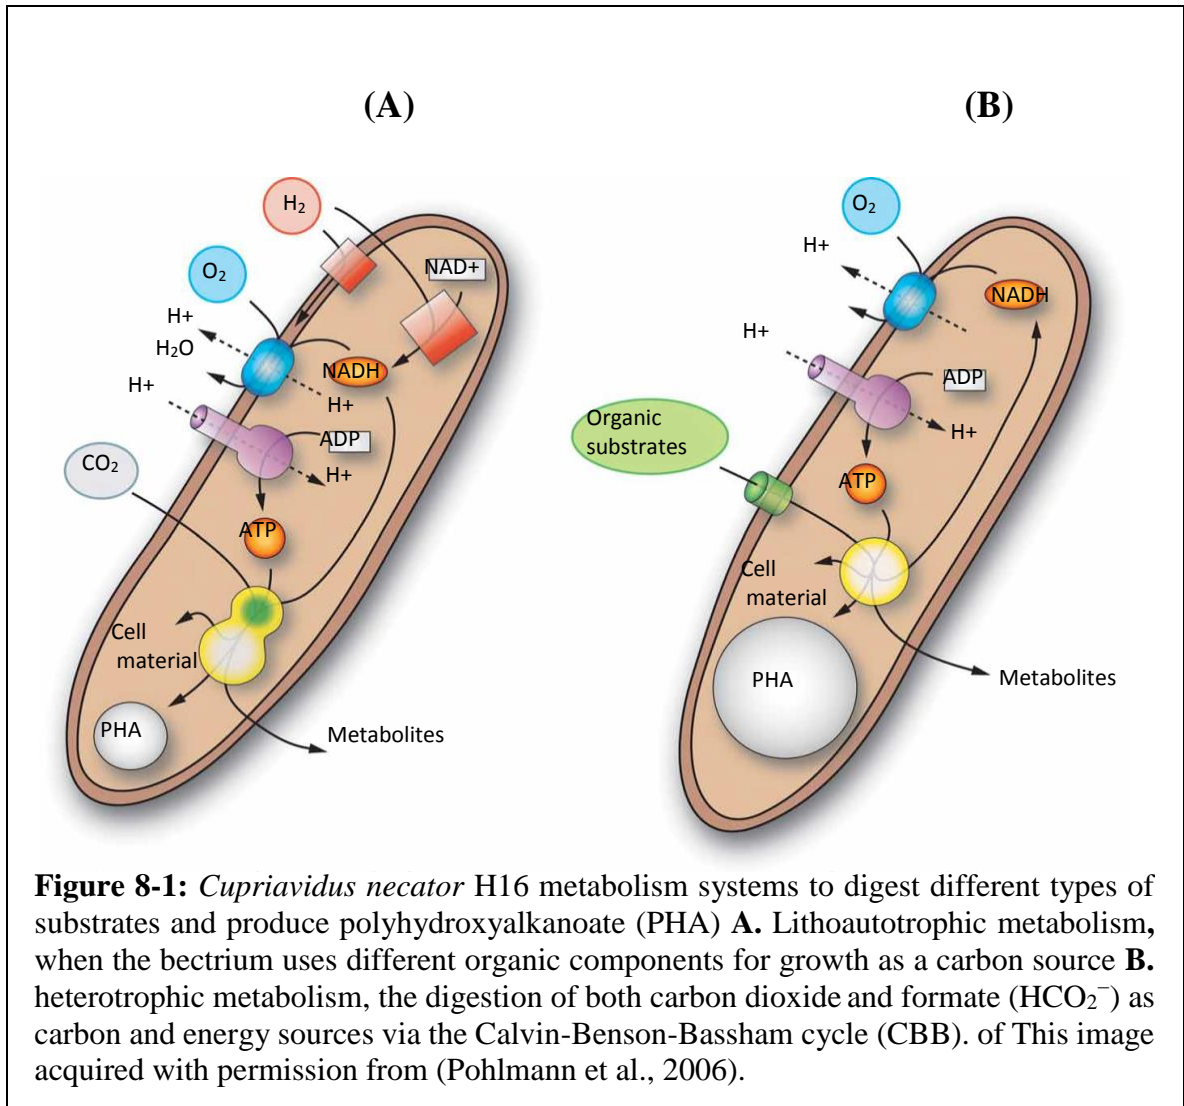 (A)
(B)
H₂
O₂
NAD+
H+
H₂O
NADH
H+
H+
ADP
H+
CO₂
ATP
Cell
material
PHA
Metabolites
O₂
H+
NADH
H+
ADP
H+
Organic
substrates
ATP
Cell
material
PHA
Metabolites
Figure 8-1: Cupriavidus necator H16 metabolism systems to digest different types of
substrates and produce polyhydroxyalkanoate (PHA) A. Lithoautotrophic metabolism,
when the bectrium uses different organic components for growth as a carbon source B.
heterotrophic metabolism, the digestion of both carbon dioxide and formate (HCO₂⁻) as
carbon and energy sources via the Calvin-Benson-Bassham cycle (CBB). of This image
acquired with permission from (Pohlmann et al., 2006).